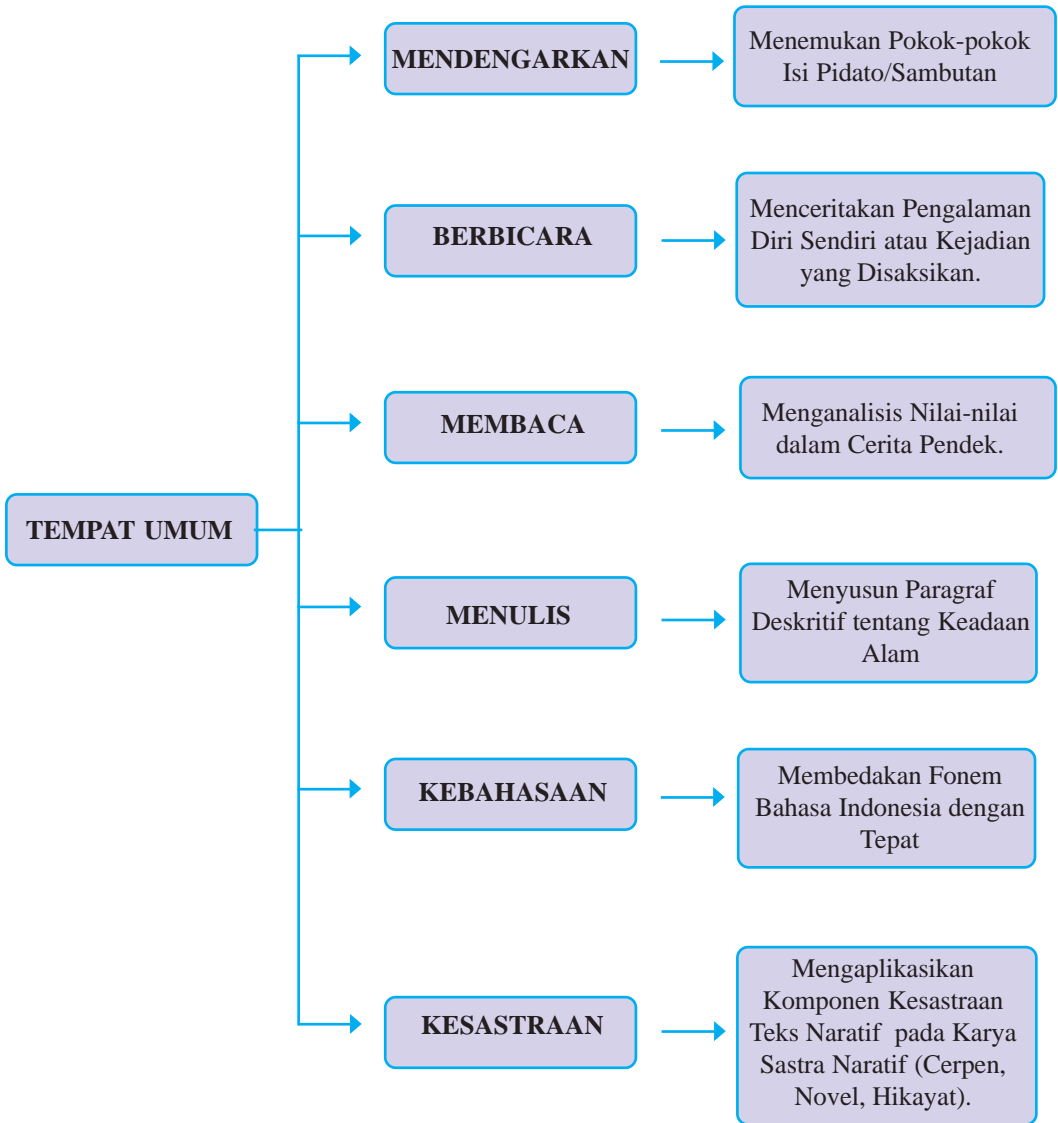 MENDENGARKAN
Menemukan Pokok-pokok
Isi Pidato/Sambutan
BERBICARA
Menceritakan Pengalaman
Diri Sendiri atau Kejadian
yang Disaksikan.
MEMBACA
Menganalisis Nilai-nilai
dalam Cerita Pendek.
TEMPAT UMUM
MENULIS
Menyusun Paragraf
Deskritif tentang Keadaan
Alam
KEBAHASAAN
Membedakan Fonem
Bahasa Indonesia dengan
Tepat
KESASTRAAN
Mengaplikasikan
Komponen Kesastraan
Teks Naratif pada Karya
Sastra Naratif (Cerpen,
Novel, Hikayat).